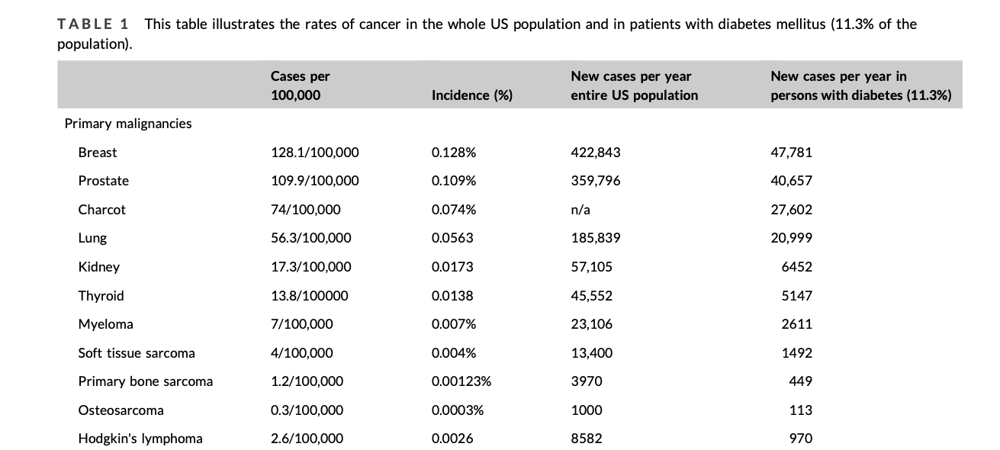 TABLE 1 This table illustrates the rates of cancer in the whole US population and in patients with diabetes mellitus (11.3% of the
population).
Cases per
100,000 Incidence (%) New cases per year
entire US population New cases per year in
persons with diabetes (11.3%)
Primary malignancies
Breast 128.1/100,000 0.128% 422,843 47,781
Prostate 109.9/100,000 0.109% 359,796 40,657
Charcot 74/100,000 0.074% n/a 27,602
Lung 56.3/100,000 0.0563 185,839 20,999
Kidney 17.3/100,000 0.0173 57,105 6452
Thyroid 13.8/100000 0.0138 45,552 5147
Myeloma 7/100,000 0.007% 23,106 2611
Soft tissue sarcoma 4/100,000 0.004% 13,400 1492
Primary bone sarcoma 1.2/100,000 0.00123% 3970 449
Osteosarcoma 0.3/100,000 0.0003% 1000 113
Hodgkin's lymphoma 2.6/100,000 0.0026 8582 970